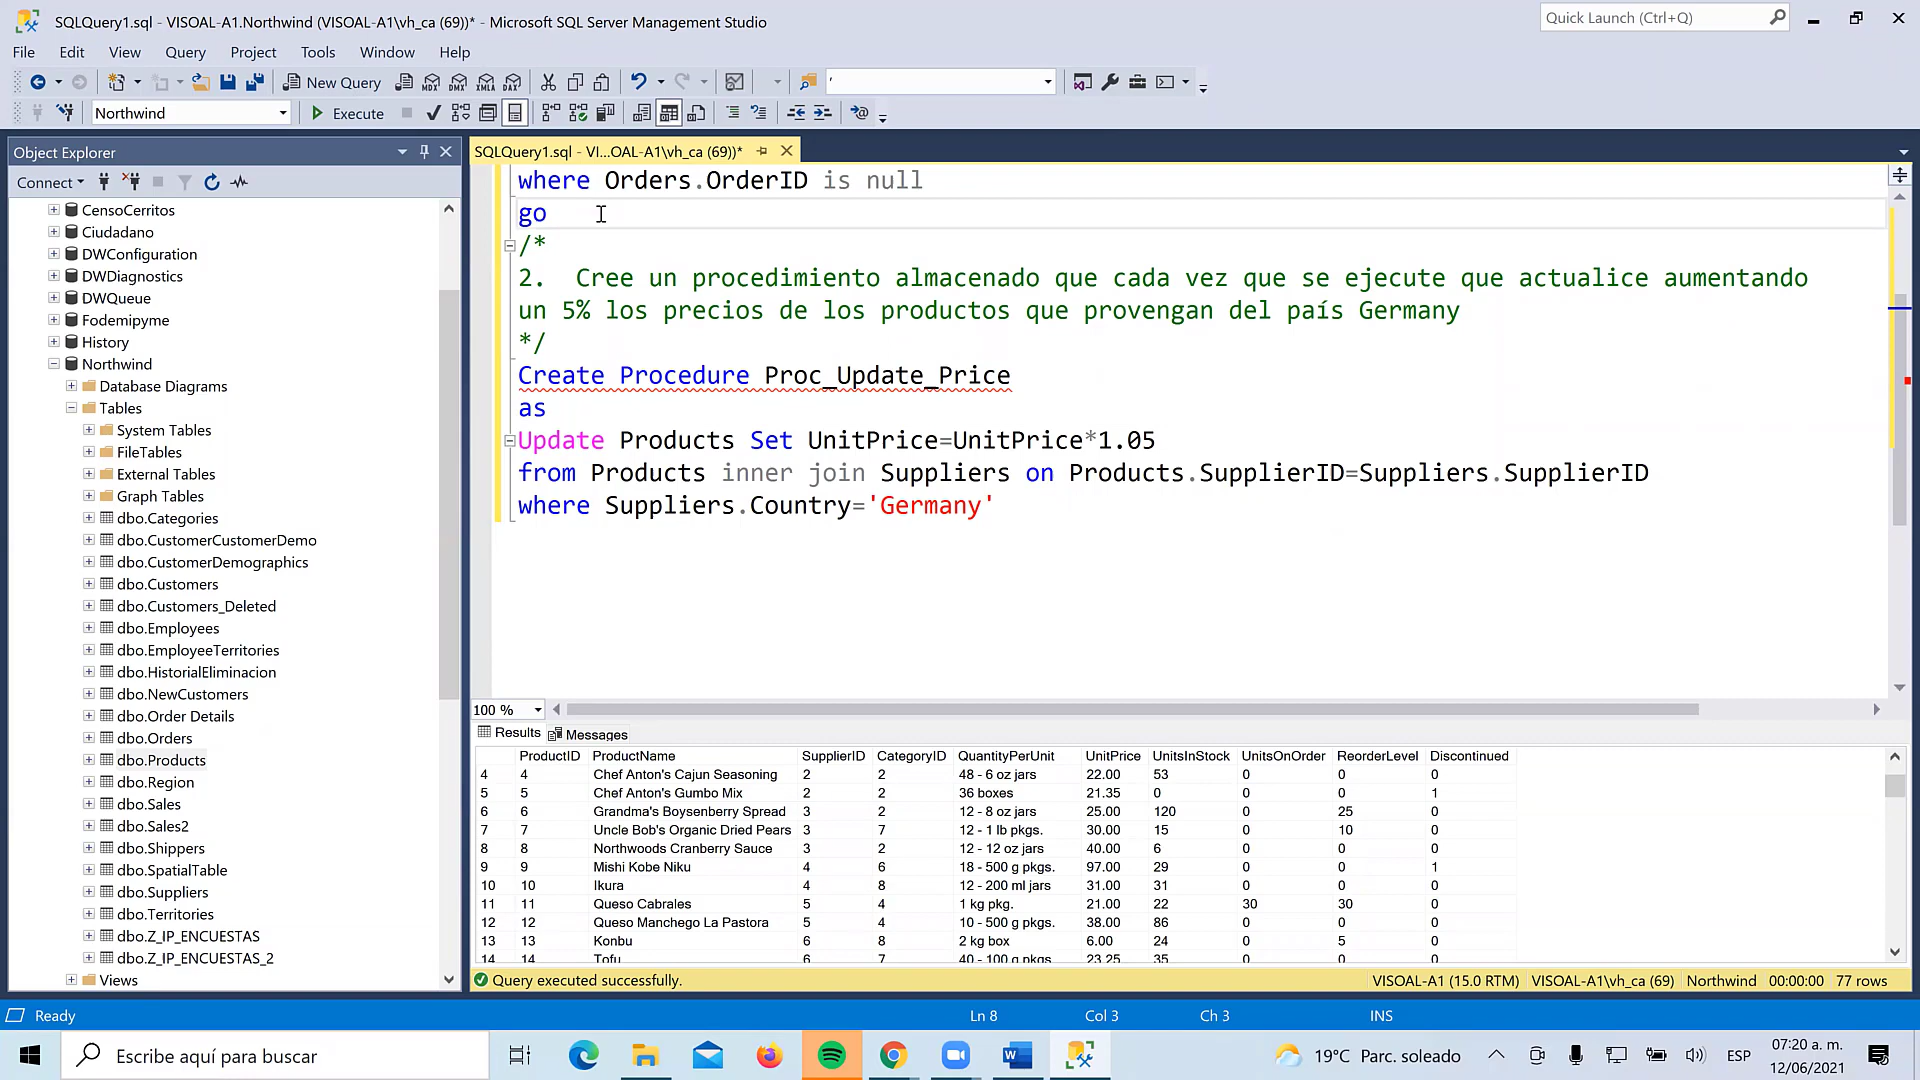 SQLQuery1.sql - VISOAL-A1.Northwind (VISOAL-A1\vh_ca (69))* - Microsoft SQL Server Management Studio
Quick Launch (Ctrl+Q)
File Edit View Query Project Tools Window Help
New Query MDX DMX XMLA DAX '
Northwind Execute
Object Explorer
SQLQuery1.sql - VI...OAL-A1\vh_ca (69))*
Connect
CensoCerritos
Ciudadano
DWConfiguration
DWDiagnostics
DWQueue
Fodemipyme
History
Northwind
Database Diagrams
Tables
System Tables
FileTables
External Tables
Graph Tables
dbo.Categories
dbo.CustomerCustomerDemo
dbo.CustomerDemographics
dbo.Customers
dbo.Customers_Deleted
dbo.Employees
dbo.EmployeeTerritories
dbo.HistorialEliminacion
dbo.NewCustomers
dbo.Order Details
dbo.Orders
dbo.Products
dbo.Region
dbo.Sales
dbo.Sales2
dbo.Shippers
dbo.SpatialTable
dbo.Suppliers
dbo.Territories
dbo.Z_IP_ENCUESTAS
dbo.Z_IP_ENCUESTAS_2
Views
where Orders.OrderID is null
go
/*
2. Cree un procedimiento almacenado que cada vez que se ejecute que actualice aumentando
un 5% los precios de los productos que provengan del país Germany
*/
Create Procedure Proc_Update_Price
as
Update Products Set UnitPrice=UnitPrice*1.05
from Products inner join Suppliers on Products.SupplierID=Suppliers.SupplierID
where Suppliers.Country='Germany'
100 %
Results Messages
ProductID ProductName SupplierID CategoryID QuantityPerUnit UnitPrice UnitsInStock UnitsOnOrder ReorderLevel Discontinued
4 4 Chef Anton's Cajun Seasoning 2 2 48 - 6 oz jars 22.00 53 0 0 0
5 5 Chef Anton's Gumbo Mix 2 2 36 boxes 21.35 0 0 0 1
6 6 Grandma's Boysenberry Spread 3 2 12 - 8 oz jars 25.00 120 0 25 0
7 7 Uncle Bob's Organic Dried Pears 3 7 12 - 1 lb pkgs. 30.00 15 0 10 0
8 8 Northwoods Cranberry Sauce 3 2 12 - 12 oz jars 40.00 6 0 0 0
9 9 Mishi Kobe Niku 4 6 18 - 500 g pkgs. 97.00 29 0 0 1
10 10 Ikura 4 8 12 - 200 ml jars 31.00 31 0 0 0
11 11 Queso Cabrales 5 4 1 kg pkg. 21.00 22 30 30 0
12 12 Queso Manchego La Pastora 5 4 10 - 500 g pkgs. 38.00 86 0 0 0
13 13 Konbu 6 8 2 kg box 6.00 24 0 5 0
14 14 Tofu 6 7 40 - 100 g pkgs. 23.25 35 0 0 0
Query executed successfully. VISOAL-A1 (15.0 RTM) VISOAL-A1\vh_ca (69) Northwind 00:00:00 77 rows
Ready Ln 8 Col 3 Ch 3 INS
Escribe aquí para buscar
19°C Parc. soleado
ESP
07:20 a. m.
12/06/2021